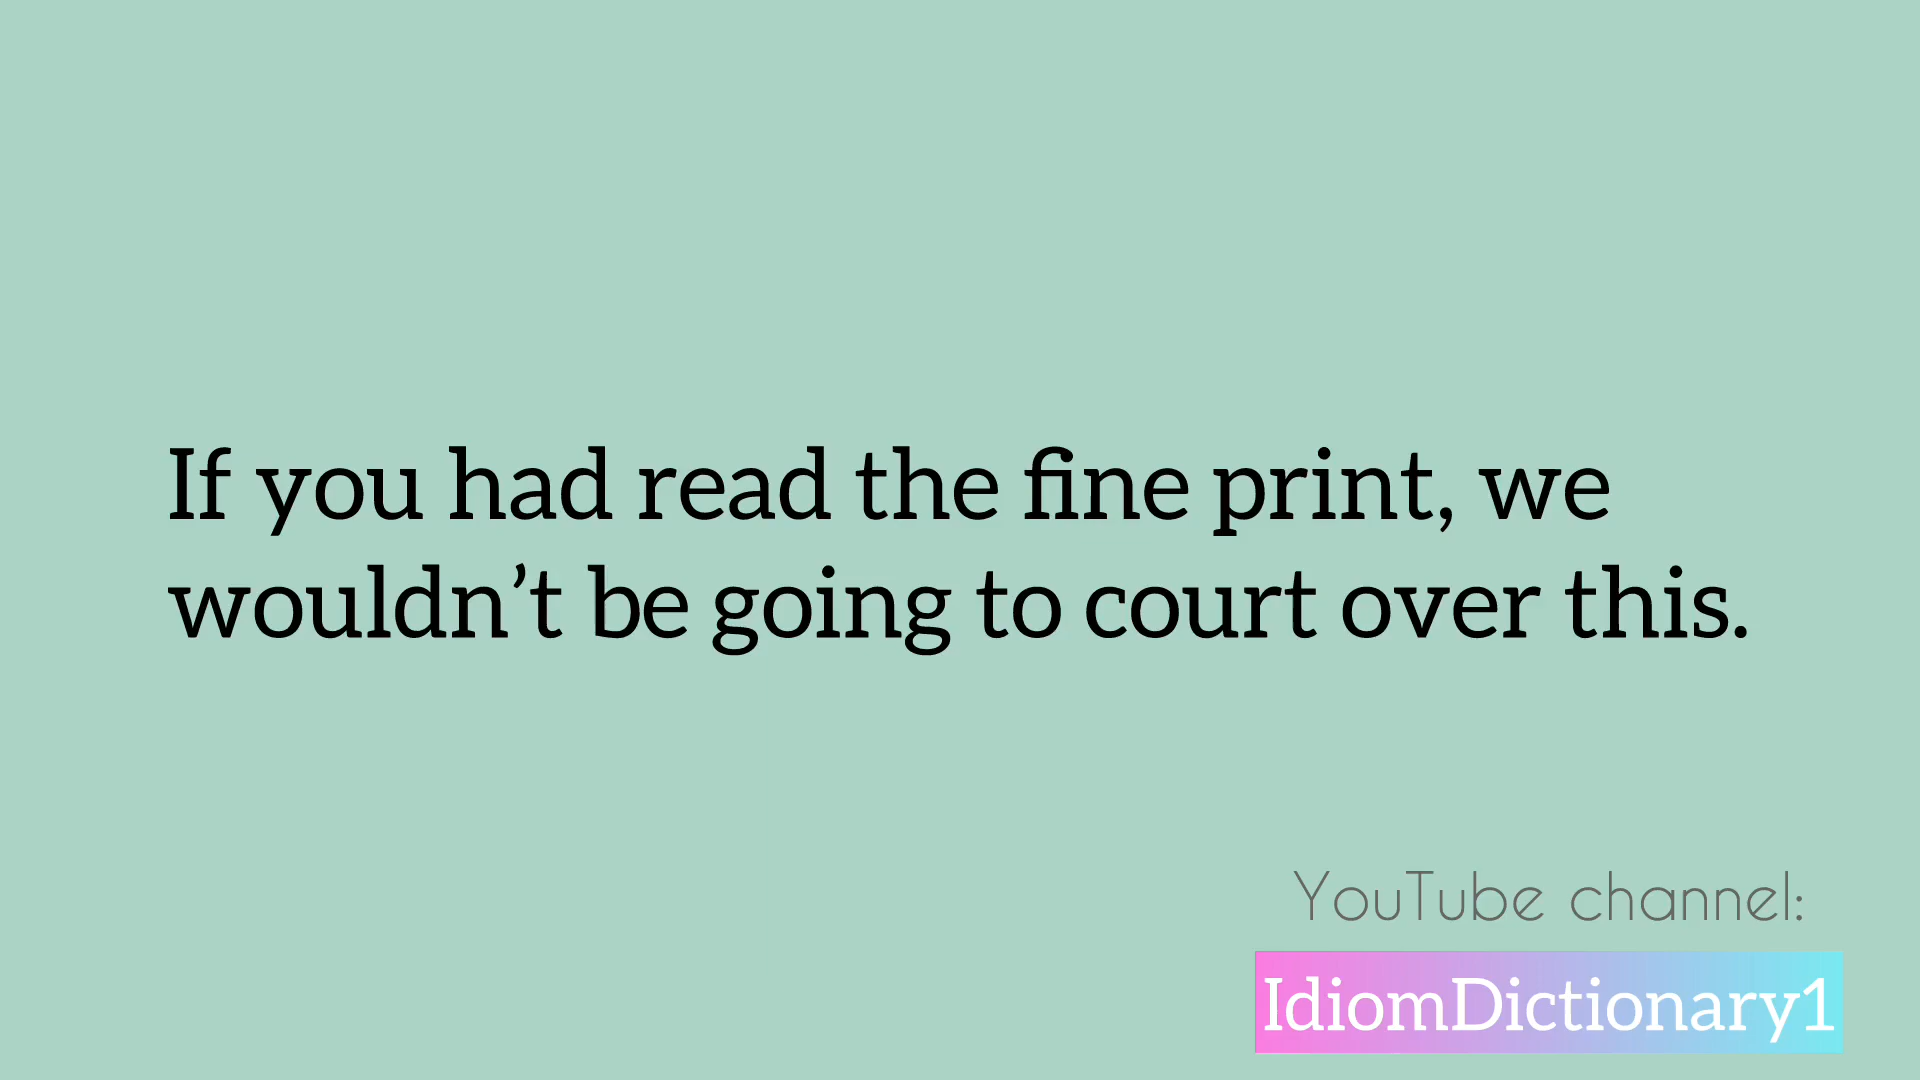 If you had read the fine print, we
wouldn’t be going to court over this.
YouTube channel:
IdiomDictionary1